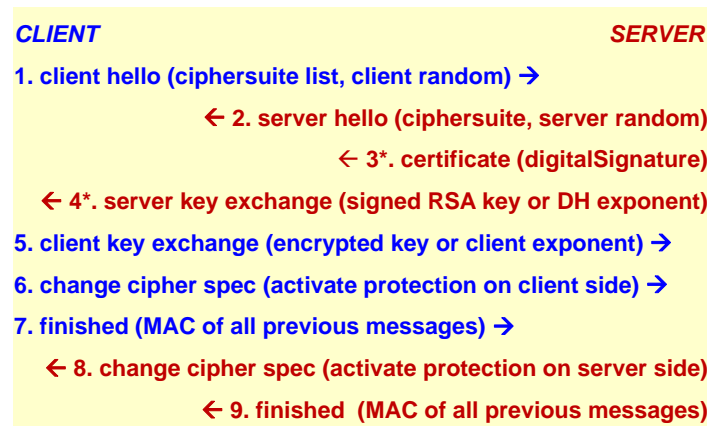 CLIENT SERVER
1. client hello (ciphersuite list, client random) →
← 2. server hello (ciphersuite, server random)
← 3*. certificate (digitalSignature)
← 4*. server key exchange (signed RSA key or DH exponent)
5. client key exchange (encrypted key or client exponent) →
6. change cipher spec (activate protection on client side) →
7. finished (MAC of all previous messages) →
← 8. change cipher spec (activate protection on server side)
← 9. finished (MAC of all previous messages)